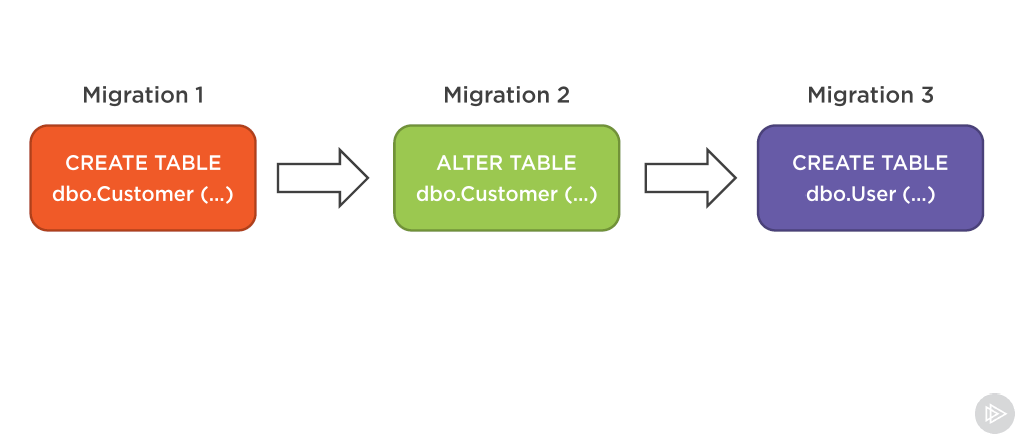 Migration 1
CREATE TABLE
dbo.Customer (...)
Migration 2
ALTER TABLE
dbo.Customer (...)
Migration 3
CREATE TABLE
dbo.User (...)